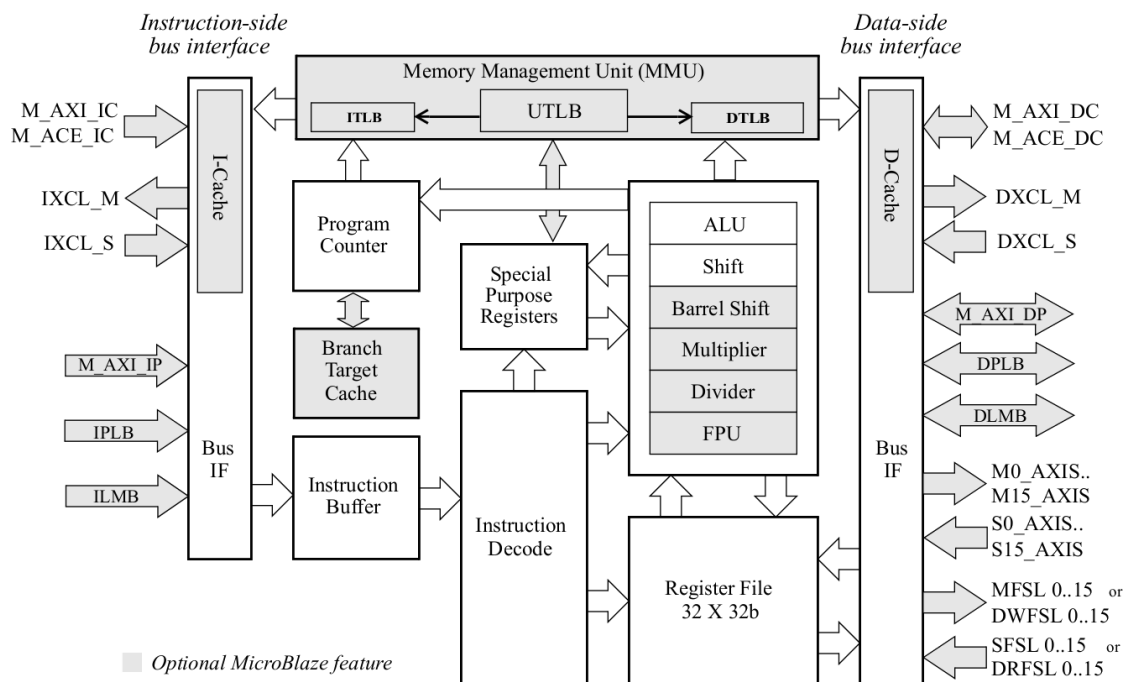 Instruction-side
bus interface
Data-side
bus interface
Memory Management Unit (MMU)
ITLB
UTLB
DTLB
M_AXI_IC
M_ACE_IC
IXCL_M
IXCL_S
I-Cache
M_AXI_IP
IPLB
ILMB
Bus
IF
Program
Counter
Branch
Target
Cache
Instruction
Buffer
Special
Purpose
Registers
Instruction
Decode
ALU
Shift
Barrel Shift
Multiplier
Divider
FPU
Register File
32 X 32b
D-Cache
Bus
IF
M_AXI_DC
M_ACE_DC
DXCL_M
DXCL_S
M_AXI_DP
DPLB
DLMB
M0_AXIS..
M15_AXIS
S0_AXIS..
S15_AXIS
MFSL 0..15 or
DWFSL 0..15
SFSL 0..15 or
DRFSL 0..15
Optional MicroBlaze feature